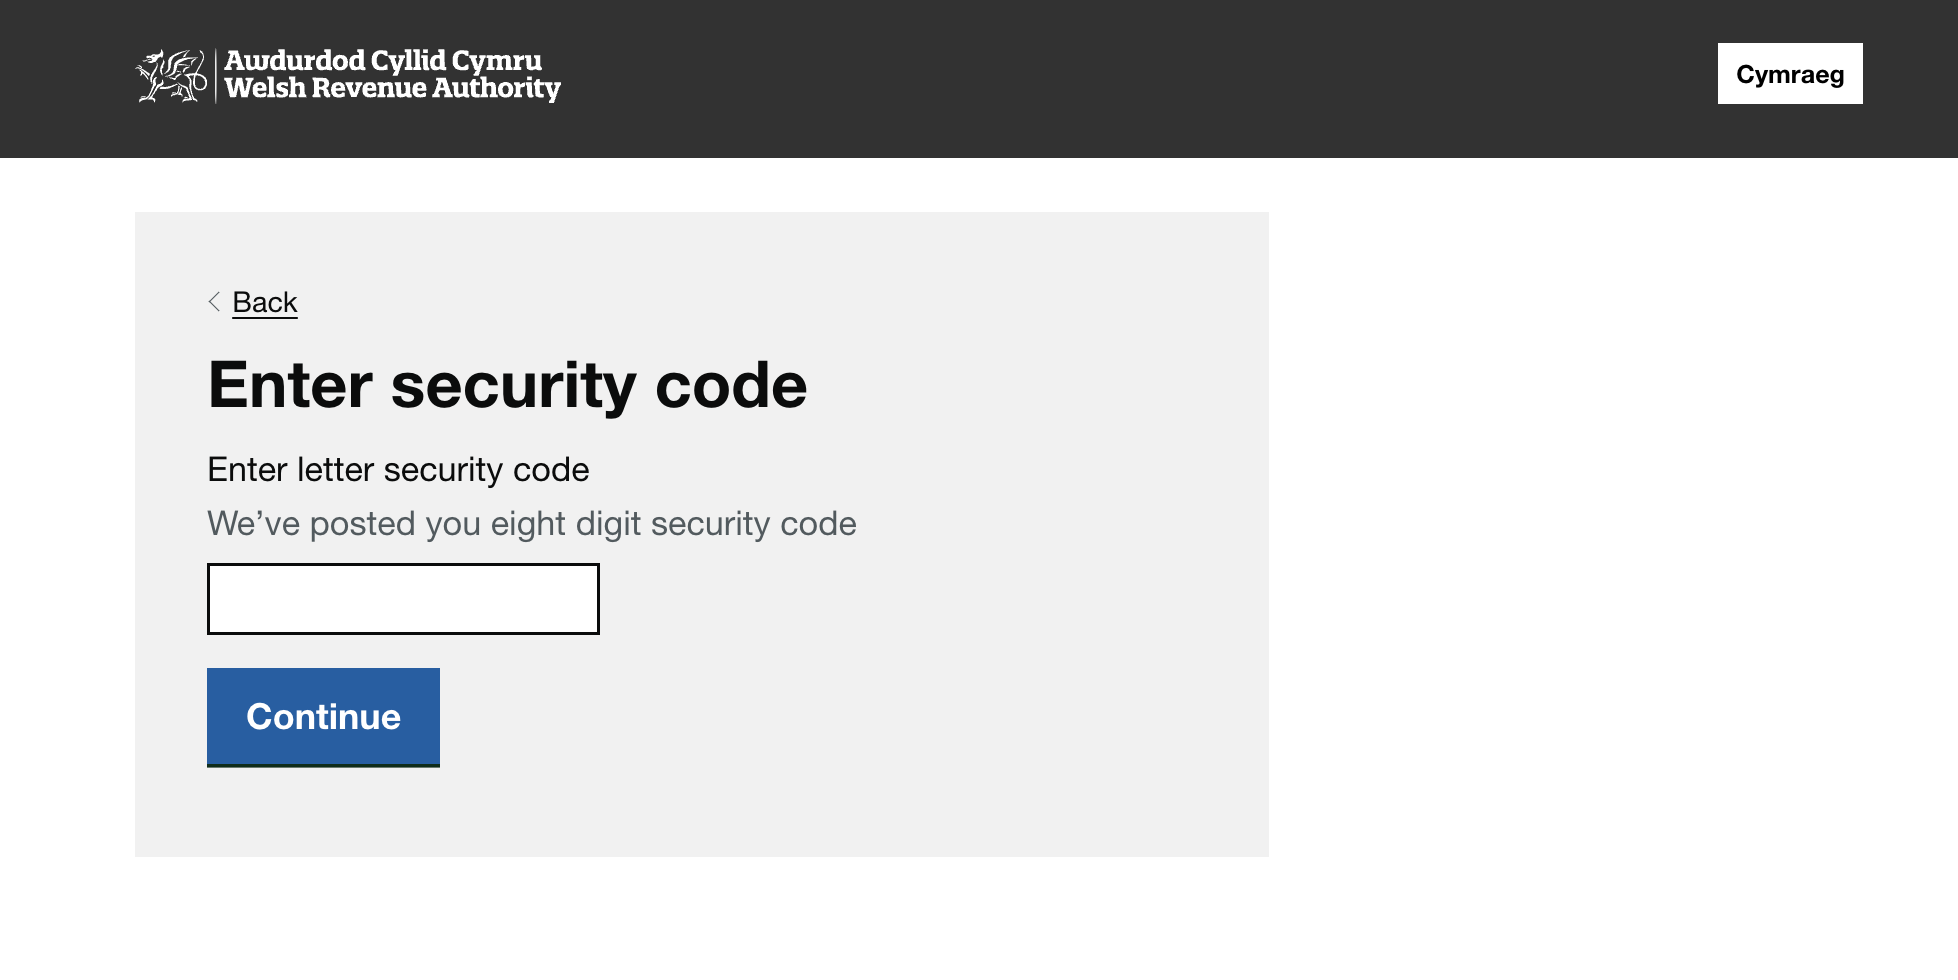 Awdurdod Cyllid Cymru
Welsh Revenue Authority
Cymraeg
Back
Enter security code
Enter letter security code
We’ve posted you eight digit security code
Continue